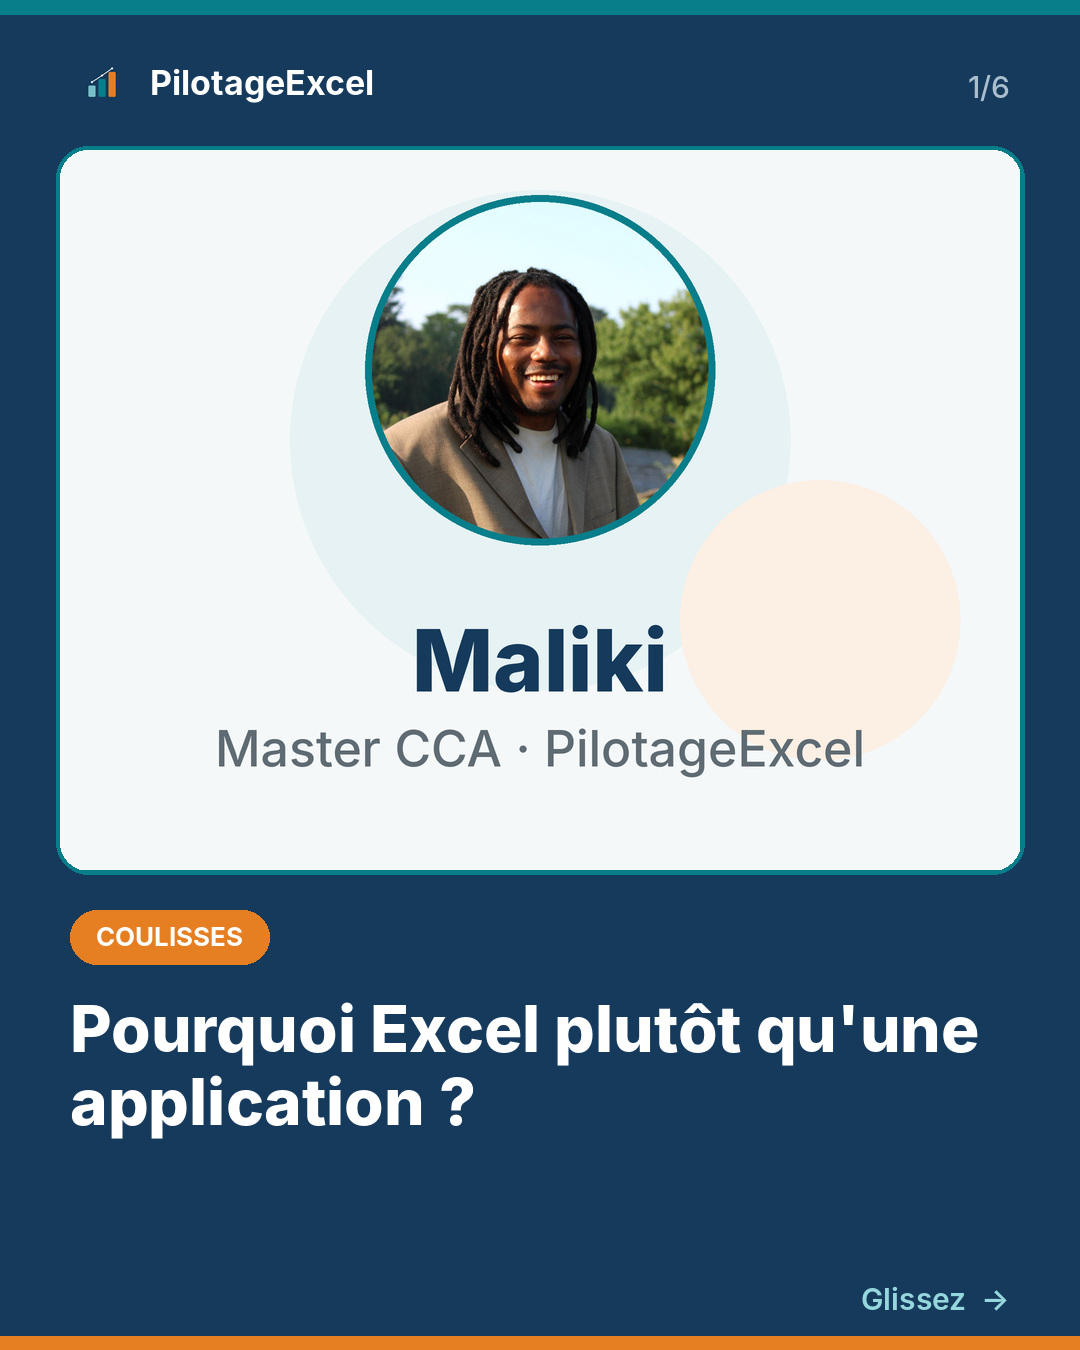 PilotageExcel
1/6
Maliki
Master CCA · PilotageExcel
COULISSES
Pourquoi Excel plutôt qu'une
application ?
Glissez →